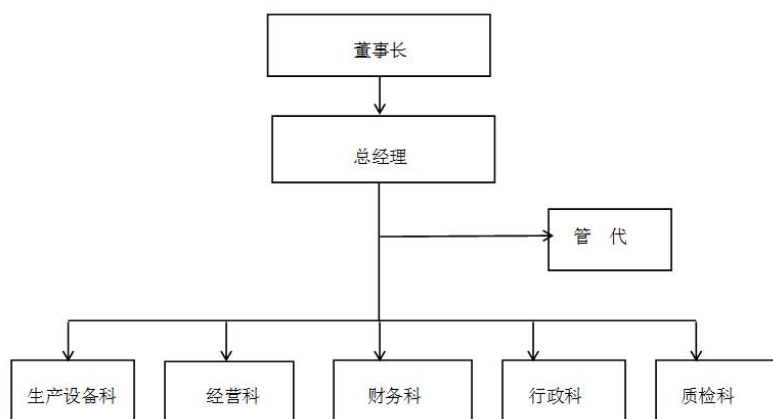 董事长
总经理
管 代
生产设备科
经营科
财务科
行政科
质检科